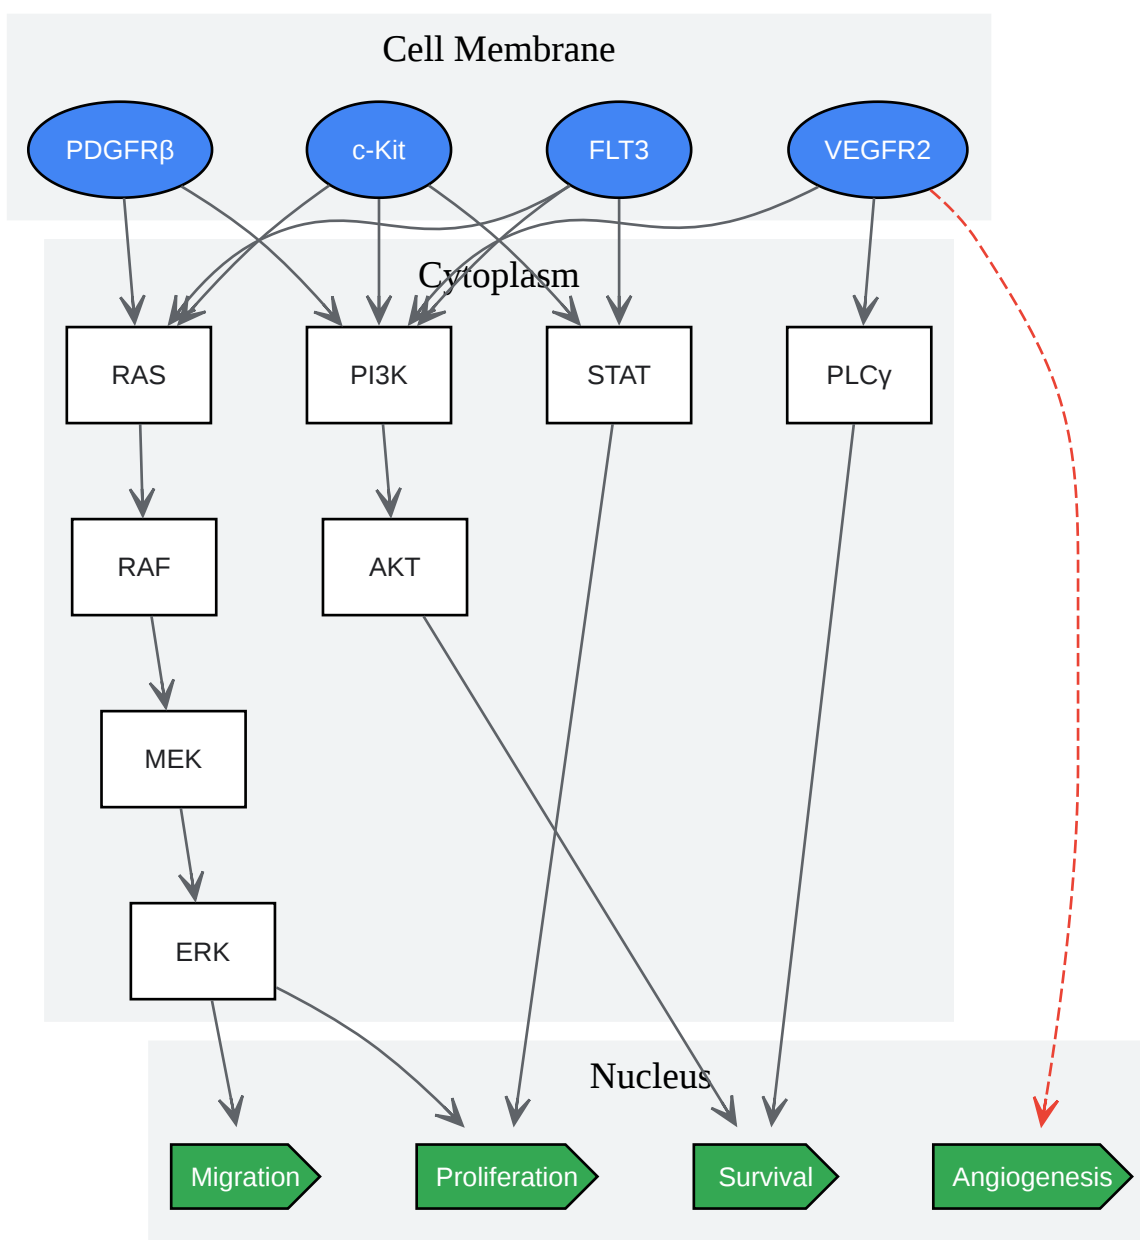 Cell Membrane
PDGFRβ
c-Kit
FLT3
VEGFR2
Cytoplasm
RAS
PI3K
STAT
PLCγ
RAF
AKT
MEK
ERK
Nucleus
Migration
Proliferation
Survival
Angiogenesis